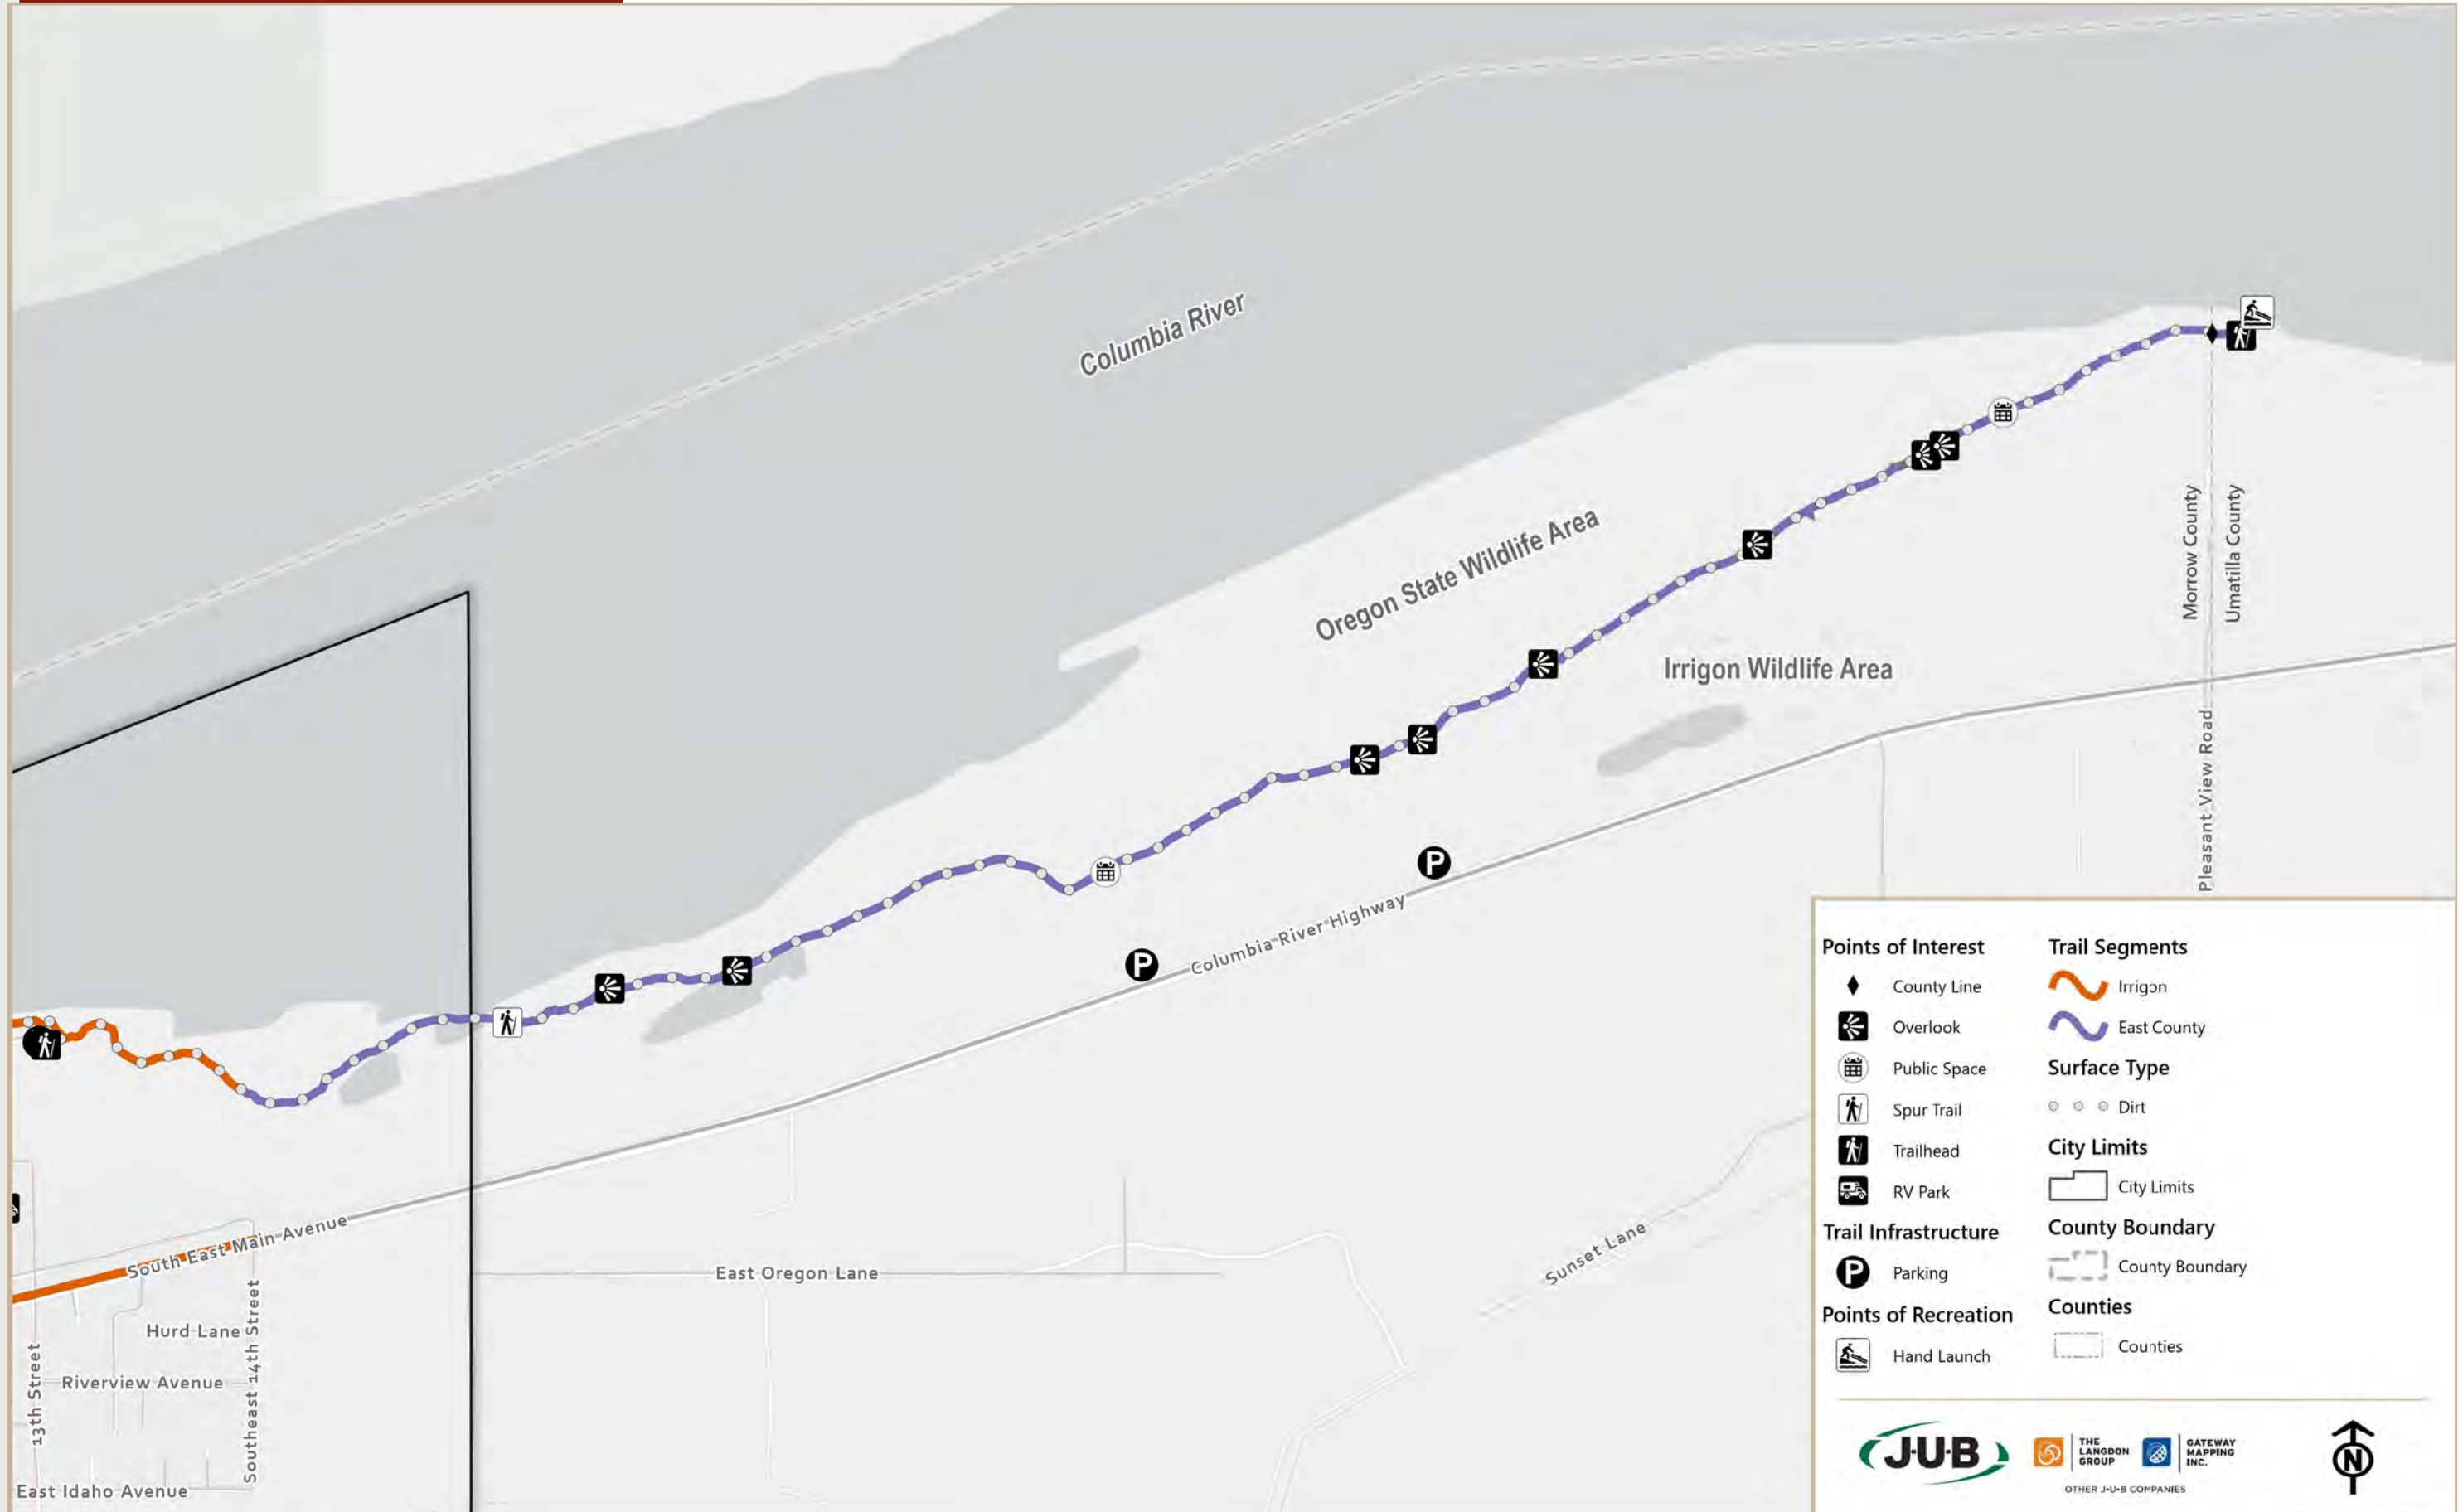 Columbia River
Oregon State Wildlife Area
Irrigon Wildlife Area
Morrow County
Umatilla County
Pleasant View Road
P
P
Columbia River Highway
South East Main Avenue
East Oregon Lane
Sunset Lane
Hurd Lane
Riverview Avenue
East Idaho Avenue
13th Street
Southeast 14th Street
Points of Interest
County Line
Overlook
Public Space
Spur Trail
Trailhead
RV Park
Trail Infrastructure
P Parking
Points of Recreation
Hand Launch
Trail Segments
Irrigon
East County
Surface Type
Dirt
City Limits
City Limits
County Boundary
County Boundary
Counties
Counties
J-U-B
THE
LANGDON
GROUP
GATEWAY
MAPPING
INC.
OTHER J-U-B COMPANIES
N